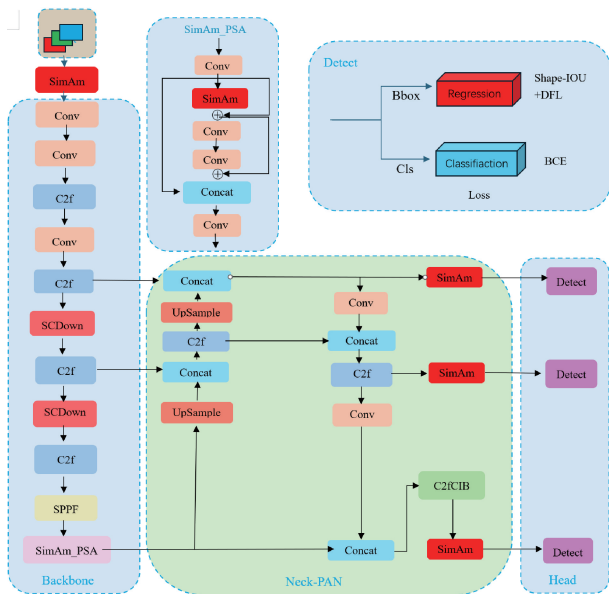 SimAm
Conv
Conv
C2f
Conv
C2f
SCDown
C2f
SCDown
C2f
SPPF
SimAm_PSA
Backbone
SimAm_PSA
Conv
SimAm
Conv
Conv
Concat
Conv
Detect
Bbox
Regression
Shape-IOU
+DFL
Cls
Classifiaction
BCE
Loss
Concat
UpSample
C2f
Concat
UpSample
Conv
Concat
C2f
Conv
Concat
C2fCIB
SimAm
SimAm
SimAm
Neck-PAN
Detect
Detect
Detect
Head